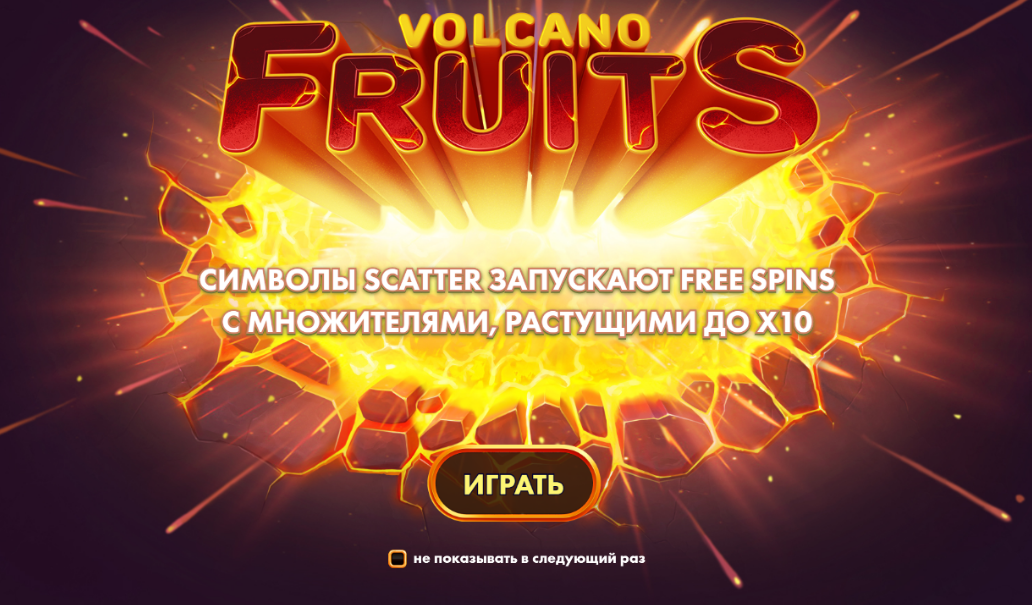 VOLCANO
FRUITS
СИМВОЛЫ SCATTER ЗАПУСКАЮТ FREE SPINS
С МНОЖИТЕЛЯМИ, РАСТУЩИМИ ДО X10
ИГРАТЬ
не показывать в следующий раз